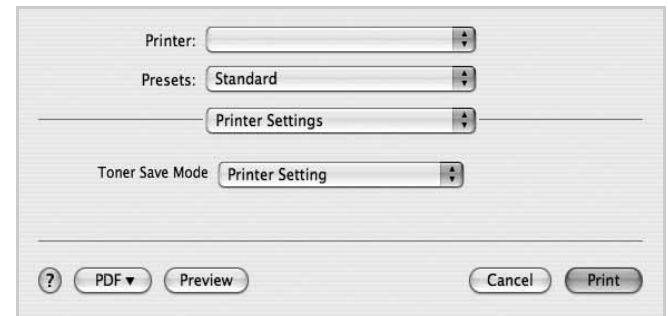 Printer:
Presets: Standard
Printer Settings
Toner Save Mode Printer Setting
? PDF▼ Preview Cancel Print